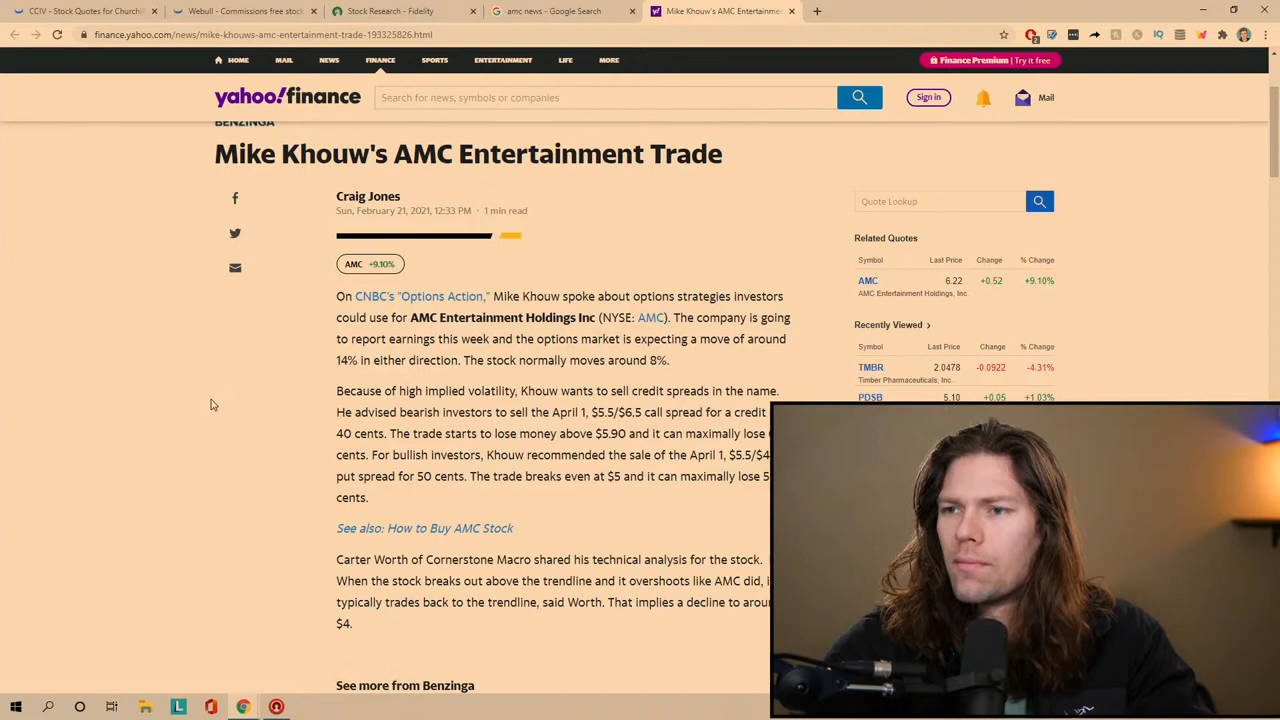 CCIV - Stock Quotes for Churchill
Webull - Commissions free stock
Stock Research - Fidelity
amc news - Google Search
Mike Khouw's AMC Entertainmen
finance.yahoo.com/news/mike-khouws-amc-entertainment-trade-193325826.html
HOME MAIL NEWS FINANCE SPORTS ENTERTAINMENT LIFE MORE
Finance Premium | Try it free
yahoo!finance
Search for news, symbols or companies
Sign in
Mail
BENZINGA
Mike Khouw's AMC Entertainment Trade
Craig Jones
Sun, February 21, 2021, 12:33 PM · 1 min read
AMC +9.10%
On CNBC's "Options Action," Mike Khouw spoke about options strategies investors
could use for AMC Entertainment Holdings Inc (NYSE: AMC). The company is going
to report earnings this week and the options market is expecting a move of around
14% in either direction. The stock normally moves around 8%.
Because of high implied volatility, Khouw wants to sell credit spreads in the name.
He advised bearish investors to sell the April 1, $5.5/$6.5 call spread for a credit
40 cents. The trade starts to lose money above $5.90 and it can maximally lose
cents. For bullish investors, Khouw recommended the sale of the April 1, $5.5/$4
put spread for 50 cents. The trade breaks even at $5 and it can maximally lose 5
cents.
See also: How to Buy AMC Stock
Carter Worth of Cornerstone Macro shared his technical analysis for the stock.
When the stock breaks out above the trendline and it overshoots like AMC did, i
typically trades back to the trendline, said Worth. That implies a decline to arou
$4.
See more from Benzinga
Quote Lookup
Related Quotes
Symbol Last Price Change % Change
AMC 6.22 +0.52 +9.10%
AMC Entertainment Holdings, Inc.
Recently Viewed
Symbol Last Price Change % Change
TMBR 2.0478 -0.0922 -4.31%
Timber Pharmaceuticals, Inc.
PDSB 5.10 +0.05 +1.03%